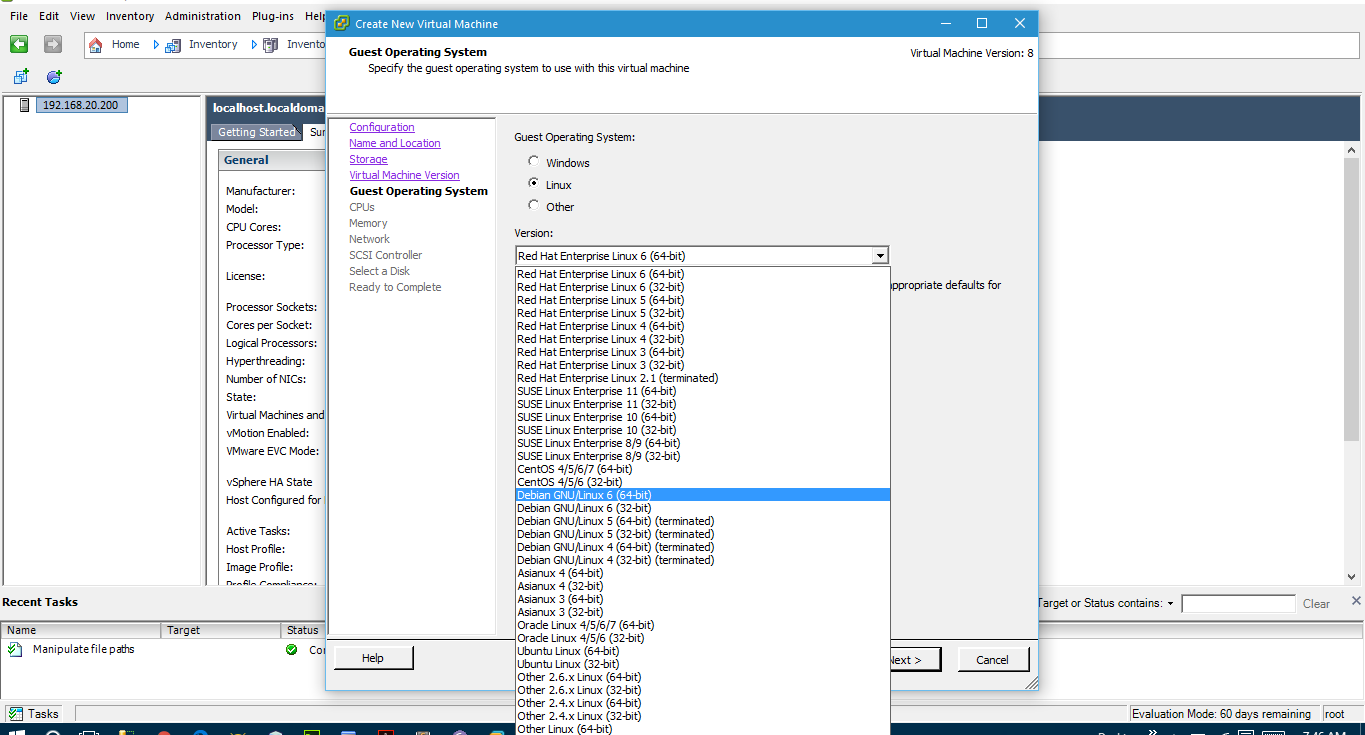 File Edit View Inventory Administration Plug-ins Help
Create New Virtual Machine
Home Inventory
Guest Operating System
Specify the guest operating system to use with this virtual machine
Virtual Machine Version: 8
192.168.20.200
Getting Started
General
Manufacturer:
Model:
CPU Cores:
Processor Type:
License:
Processor Sockets:
Cores per Socket:
Logical Processors:
Hyperthreading:
Number of NICs:
State:
Virtual Machines and
vMotion Enabled:
VMware EVC Mode:
vSphere HA State
Host Configured for
Active Tasks:
Host Profile:
Image Profile:
Profile Compliance:
Configuration
Name and Location
Storage
Virtual Machine Version
Guest Operating System
CPUs
Memory
Network
SCSI Controller
Select a Disk
Ready to Complete
Guest Operating System:
Windows
Linux
Other
Version:
Red Hat Enterprise Linux 6 (64-bit)
Red Hat Enterprise Linux 6 (64-bit)
Red Hat Enterprise Linux 6 (32-bit)
Red Hat Enterprise Linux 5 (64-bit)
Red Hat Enterprise Linux 5 (32-bit)
Red Hat Enterprise Linux 4 (64-bit)
Red Hat Enterprise Linux 4 (32-bit)
Red Hat Enterprise Linux 3 (64-bit)
Red Hat Enterprise Linux 3 (32-bit)
Red Hat Enterprise Linux 2.1 (terminated)
SUSE Linux Enterprise 11 (64-bit)
SUSE Linux Enterprise 11 (32-bit)
SUSE Linux Enterprise 10 (64-bit)
SUSE Linux Enterprise 10 (32-bit)
SUSE Linux Enterprise 8/9 (64-bit)
SUSE Linux Enterprise 8/9 (32-bit)
CentOS 4/5/6/7 (64-bit)
CentOS 4/5/6 (32-bit)
Debian GNU/Linux 6 (64-bit)
Debian GNU/Linux 6 (32-bit)
Debian GNU/Linux 5 (64-bit) (terminated)
Debian GNU/Linux 5 (32-bit) (terminated)
Debian GNU/Linux 4 (64-bit) (terminated)
Debian GNU/Linux 4 (32-bit) (terminated)
Asianux 4 (64-bit)
Asianux 4 (32-bit)
Asianux 3 (64-bit)
Asianux 3 (32-bit)
Oracle Linux 4/5/6/7 (64-bit)
Oracle Linux 4/5/6 (32-bit)
Ubuntu Linux (64-bit)
Ubuntu Linux (32-bit)
Other 2.6.x Linux (64-bit)
Other 2.6.x Linux (32-bit)
Other 2.4.x Linux (64-bit)
Other 2.4.x Linux (32-bit)
Other Linux (64-bit)
appropriate defaults for
Help
Next >
Cancel
Recent Tasks
Target or Status contains:
Clear
Name Target Status
Manipulate file paths
Tasks
Evaluation Mode: 60 days remaining
root
7:46 AM